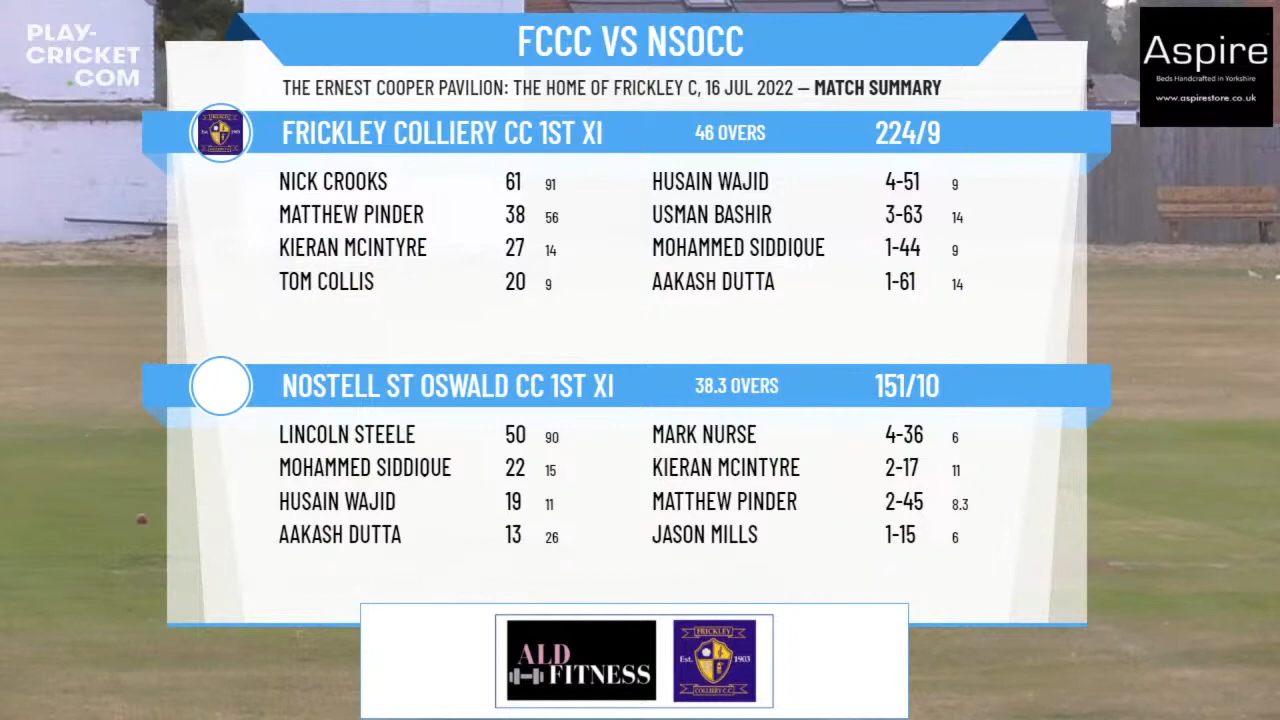 PLAY-
CRICKET
.COM
FCCC VS NSOCC
Aspire
Beds Handcrafted in Yorkshire
www.aspirestore.co.uk
THE ERNEST COOPER PAVILION: THE HOME OF FRICKLEY C, 16 JUL 2022 – MATCH SUMMARY
FRICKLEY COLLIERY CC 1ST XI 46 OVERS 224/9
NICK CROOKS 61 91 HUSAIN WAJID 4-51 9
MATTHEW PINDER 38 56 USMAN BASHIR 3-63 14
KIERAN MCINTYRE 27 14 MOHAMMED SIDDIQUE 1-44 9
TOM COLLIS 20 9 AAKASH DUTTA 1-61 14
NOSTELL ST OSWALD CC 1ST XI 38.3 OVERS 151/10
LINCOLN STEELE 50 90 MARK NURSE 4-36 6
MOHAMMED SIDDIQUE 22 15 KIERAN MCINTYRE 2-17 11
HUSAIN WAJID 19 11 MATTHEW PINDER 2-45 8.3
AAKASH DUTTA 13 26 JASON MILLS 1-15 6
ALD
FITNESS
FRICKLEY
Est. 1903
COLLIERY C.C